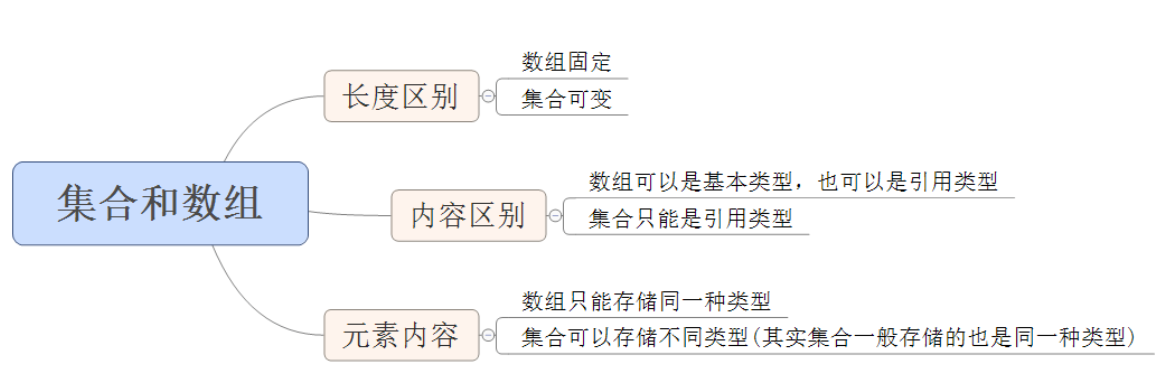 集合和数组
长度区别
数组固定
集合可变
内容区别
数组可以是基本类型，也可以是引用类型
集合只能是引用类型
元素内容
数组只能存储同一种类型
集合可以存储不同类型(其实集合一般存储的也是同一种类型)